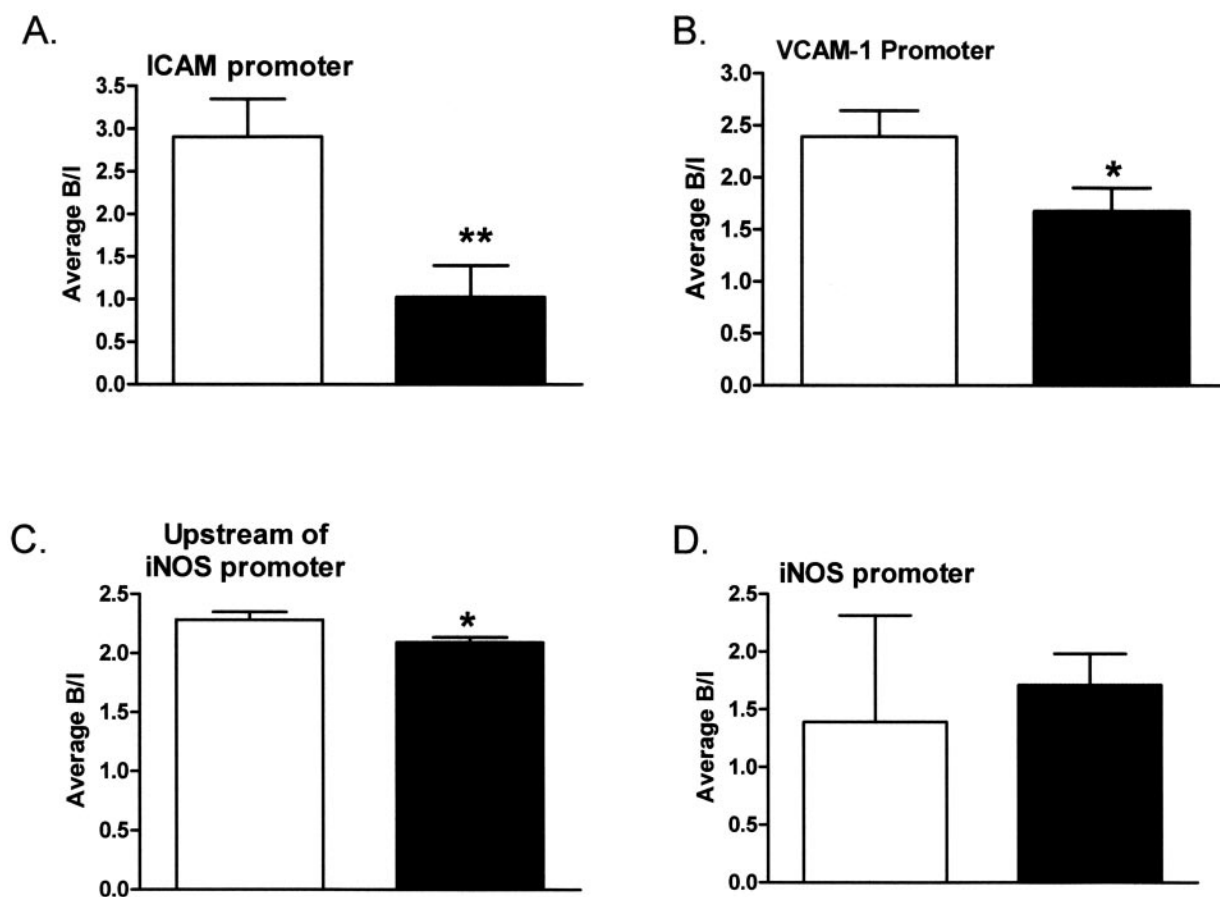 A.
ICAM promoter
Average B/I
3.5
3.0
2.5
2.0
1.5
1.0
0.5
0.0
**
B.
VCAM-1 Promoter
Average B/I
3.0
2.5
2.0
1.5
1.0
0.5
0.0
*
C.
Upstream of
iNOS promoter
Average B/I
2.5
2.0
1.5
1.0
0.5
0.0
*
D.
iNOS promoter
Average B/I
2.5
2.0
1.5
1.0
0.5
0.0